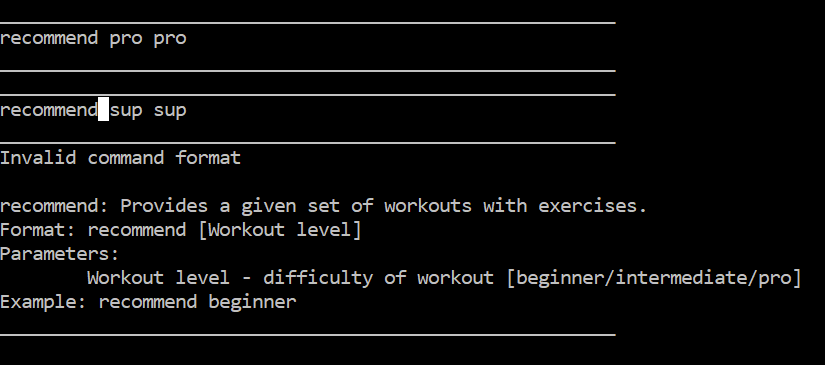 recommend pro pro
recommend sup sup
Invalid command format
recommend: Provides a given set of workouts with exercises.
Format: recommend [Workout level]
Parameters:
Workout level - difficulty of workout [beginner/intermediate/pro]
Example: recommend beginner